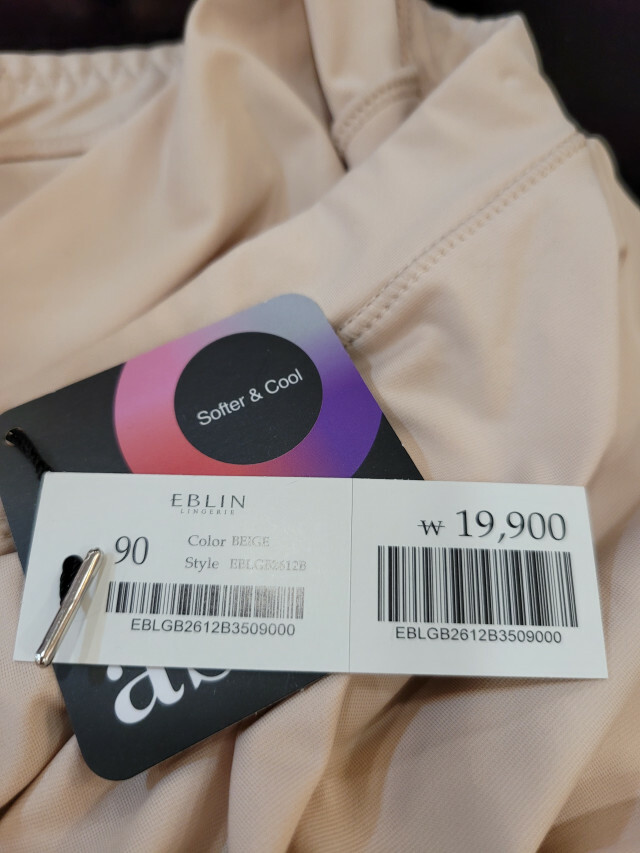 Softer & Cool
EBLIN
LINGERIE
90
Color BEIGE
Style EBLGB2612B
EBLGB2612B3509000
₩ 19,900
EBLGB2612B3509000